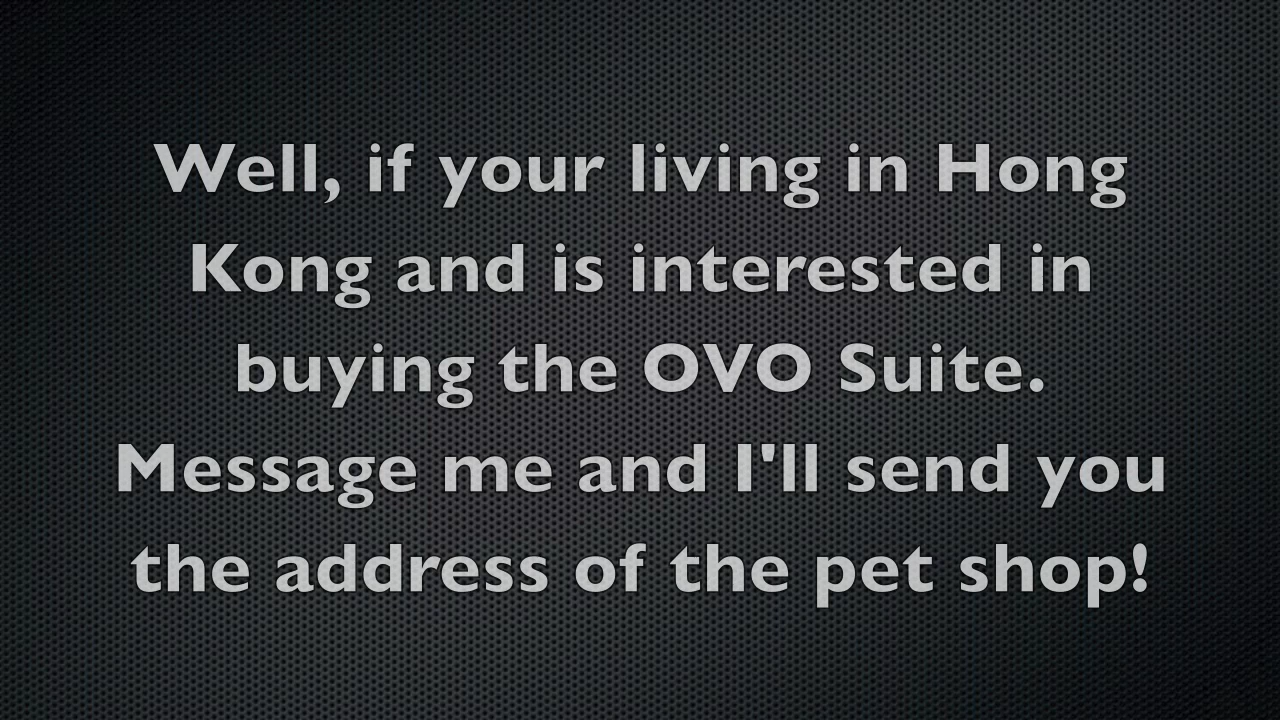 Well, if your living in Hong
Kong and is interested in
buying the OVO Suite.
Message me and I'll send you
the address of the pet shop!